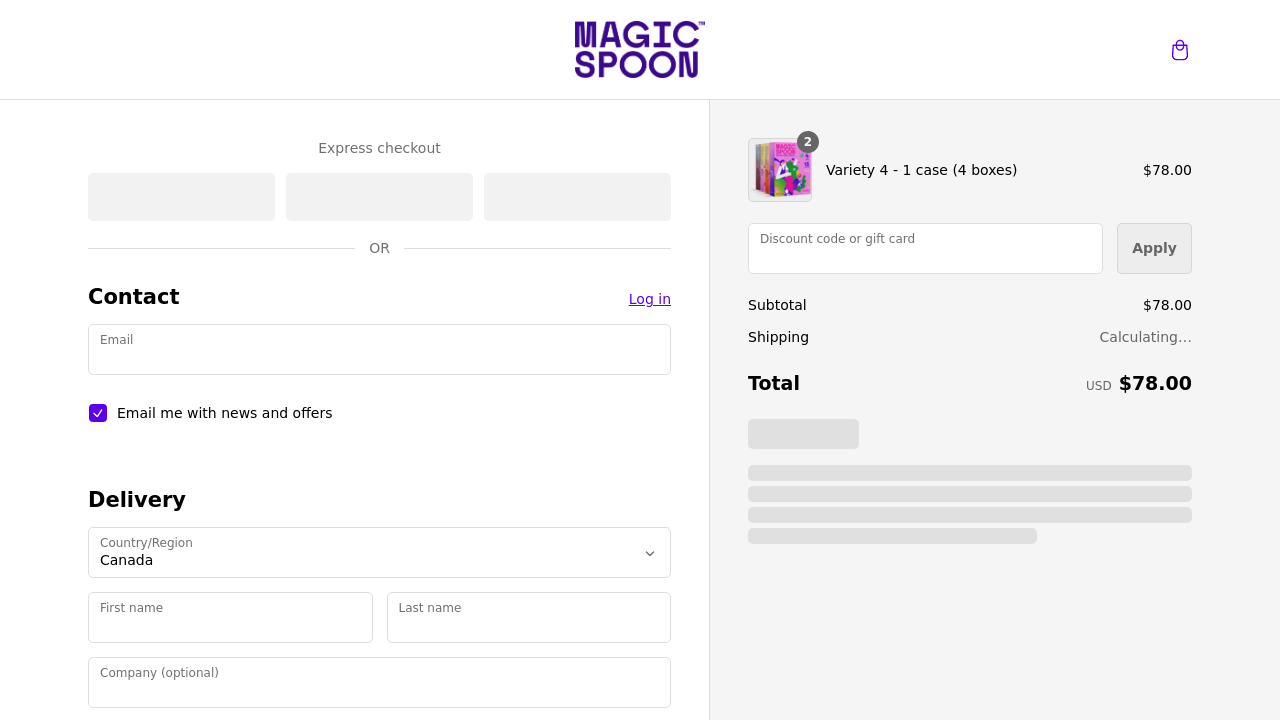 MAGIC™
SPOON
Express checkout
OR
Contact
Log in
Email
Email me with news and offers
Delivery
Country/Region
Canada
First name
Last name
Company (optional)
MAGIC
SPOON
2
Variety 4 - 1 case (4 boxes)
$78.00
Discount code or gift card
Apply
Subtotal
$78.00
Shipping
Calculating...
Total
USD $78.00